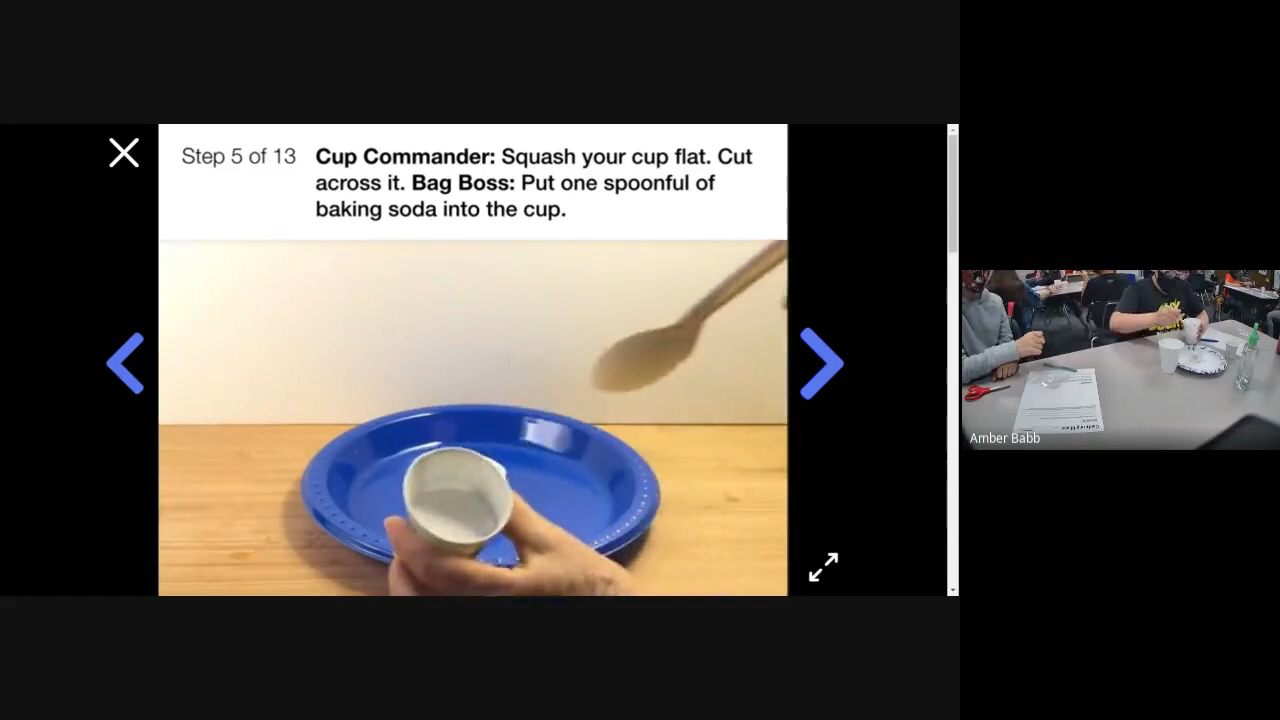 Step 5 of 13
Cup Commander: Squash your cup flat. Cut
across it. Bag Boss: Put one spoonful of
baking soda into the cup.
Amber Babb